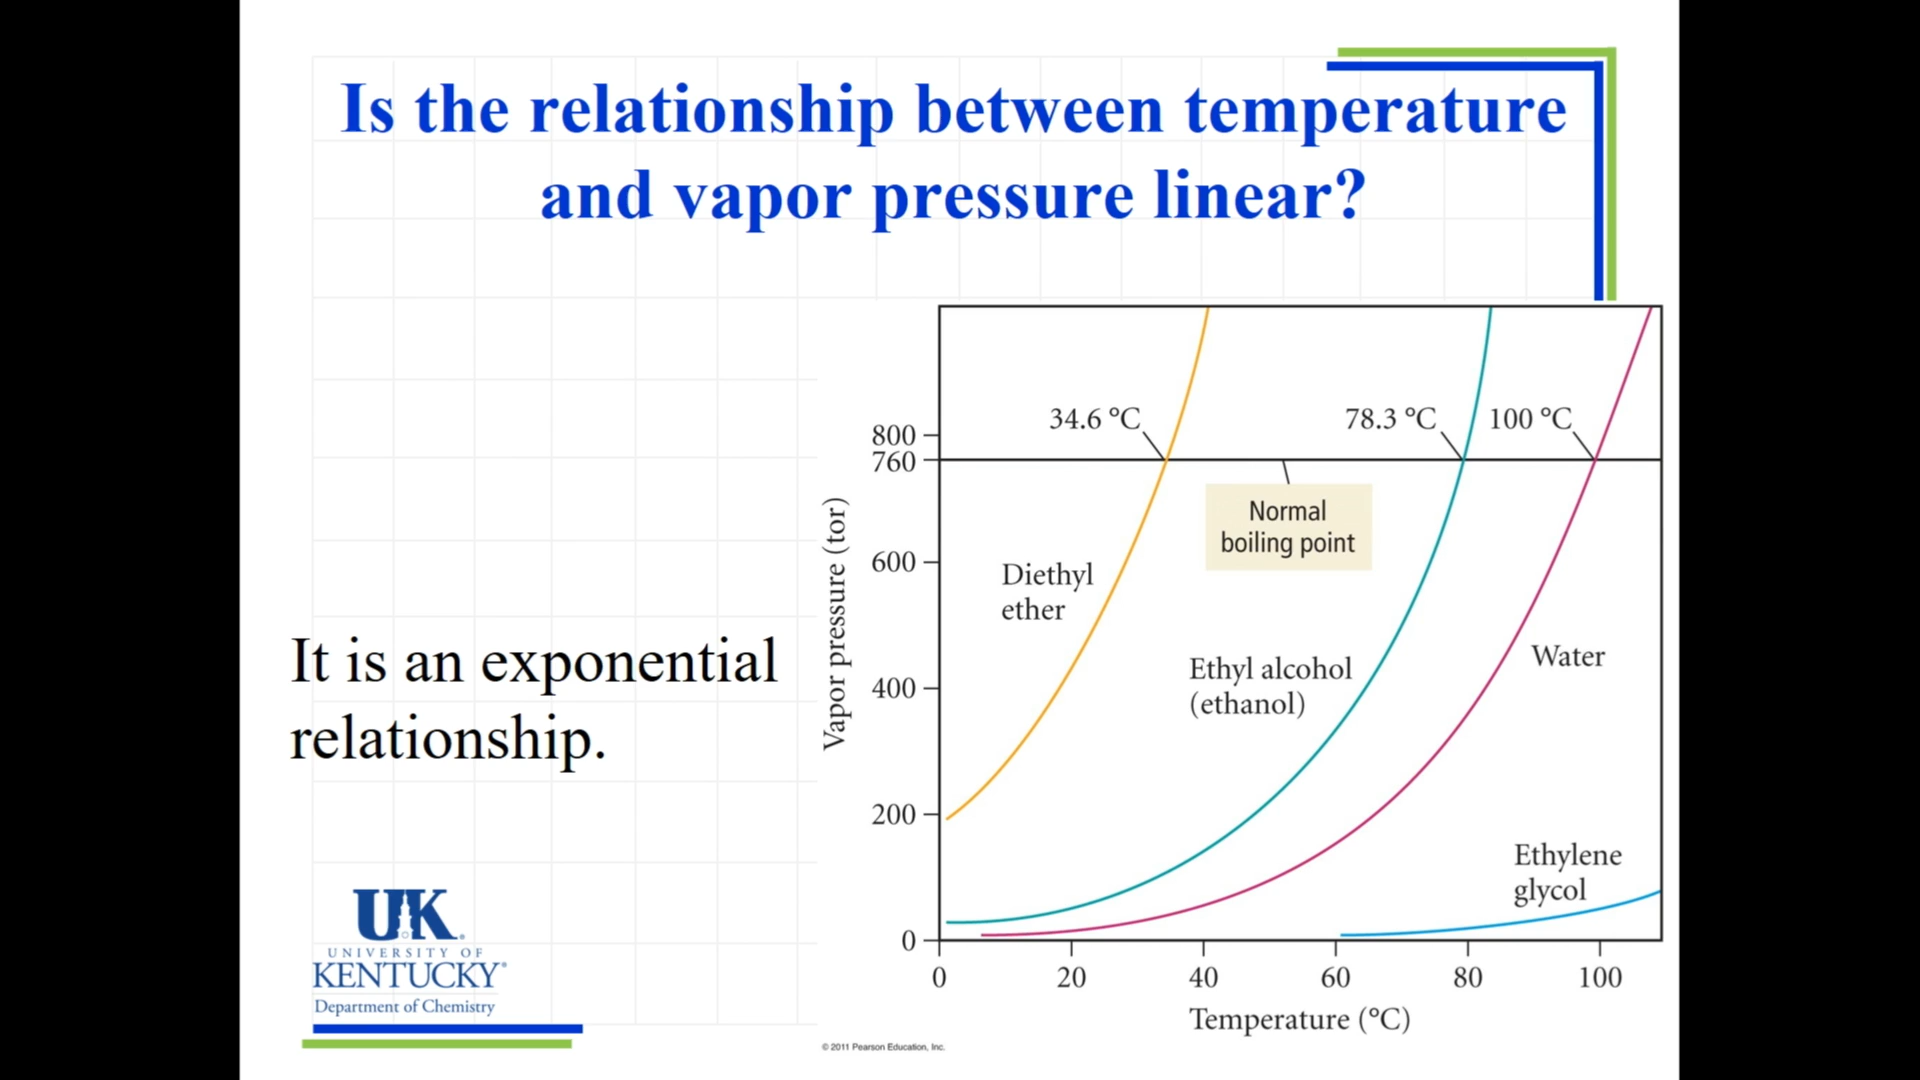 Is the relationship between temperature
and vapor pressure linear?
It is an exponential
relationship.
Vapor pressure (tor)
800
760
600
400
200
0
34.6 °C
78.3 °C
100 °C
Normal
boiling point
Diethyl
ether
Ethyl alcohol
(ethanol)
Water
Ethylene
glycol
0 20 40 60 80 100
Temperature (°C)
UK
UNIVERSITY OF
KENTUCKY®
Department of Chemistry
© 2011 Pearson Education, Inc.